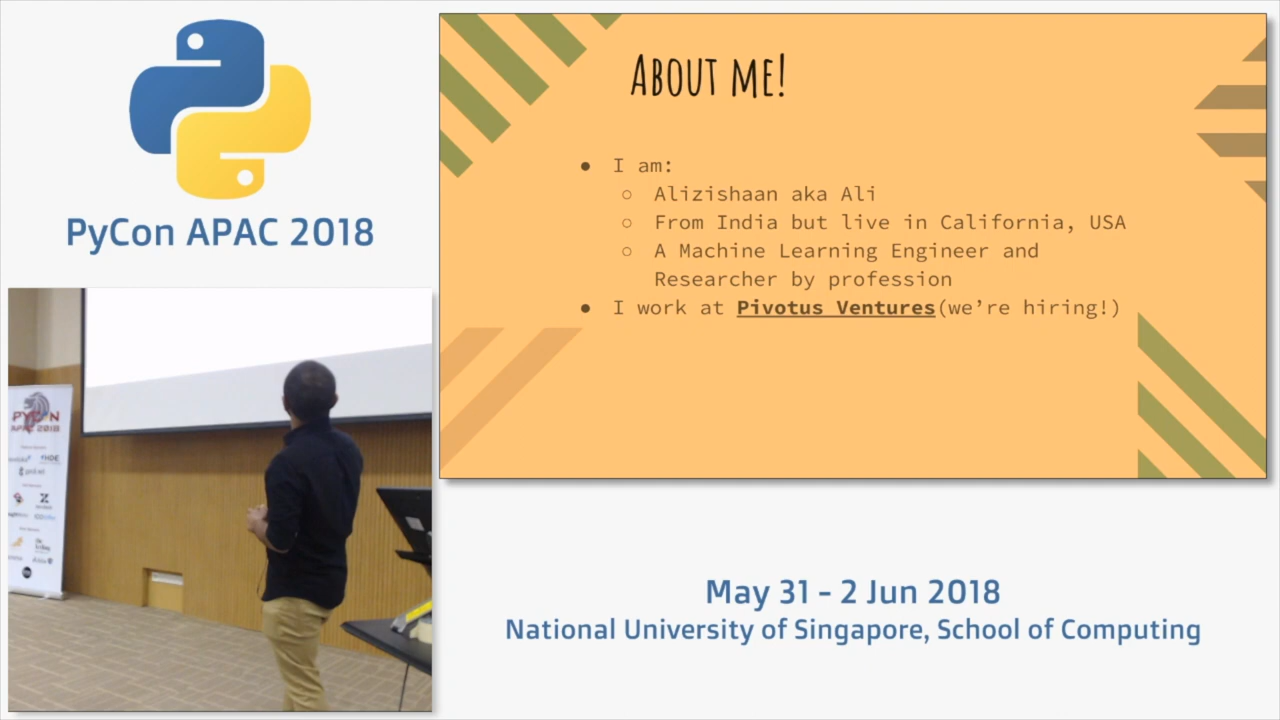 PyCon APAC 2018
About me!
● I am:
○ Alizishaan aka Ali
○ From India but live in California, USA
○ A Machine Learning Engineer and
Researcher by profession
● I work at Pivotus Ventures(we’re hiring!)
PYCON
APAC 2018
May 31 - 2 Jun 2018
National University of Singapore, School of Computing